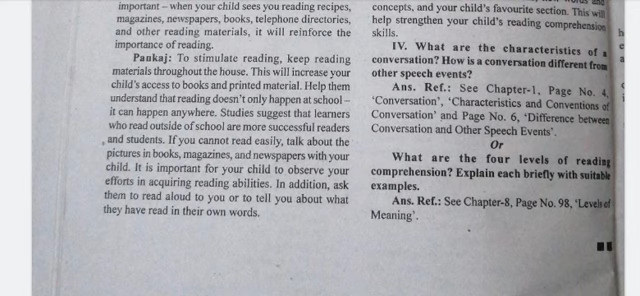 important – when your child sees you reading recipes,
magazines, newspapers, books, telephone directories,
and other reading materials, it will reinforce the
importance of reading.
Pankaj: To stimulate reading, keep reading
materials throughout the house. This will increase your
child's access to books and printed material. Help them
understand that reading doesn't only happen at school –
it can happen anywhere. Studies suggest that learners
who read outside of school are more successful readers
and students. If you cannot read easily, talk about the
pictures in books, magazines, and newspapers with your
child. It is important for your child to observe your
efforts in acquiring reading abilities. In addition, ask
them to read aloud to you or to tell you about what
they have read in their own words.
concepts, and your child's favourite section. This will
help strengthen your child's reading comprehension
skills.
IV. What are the characteristics of a
conversation? How is a conversation different from
other speech events?
Ans. Ref.: See Chapter-1, Page No. 4,
'Conversation', 'Characteristics and Conventions of
Conversation' and Page No. 6, 'Difference between
Conversation and Other Speech Events'.
Or
What are the four levels of reading
comprehension? Explain each briefly with suitable
examples.
Ans. Ref.: See Chapter-8, Page No. 98, 'Levels of
Meaning'.